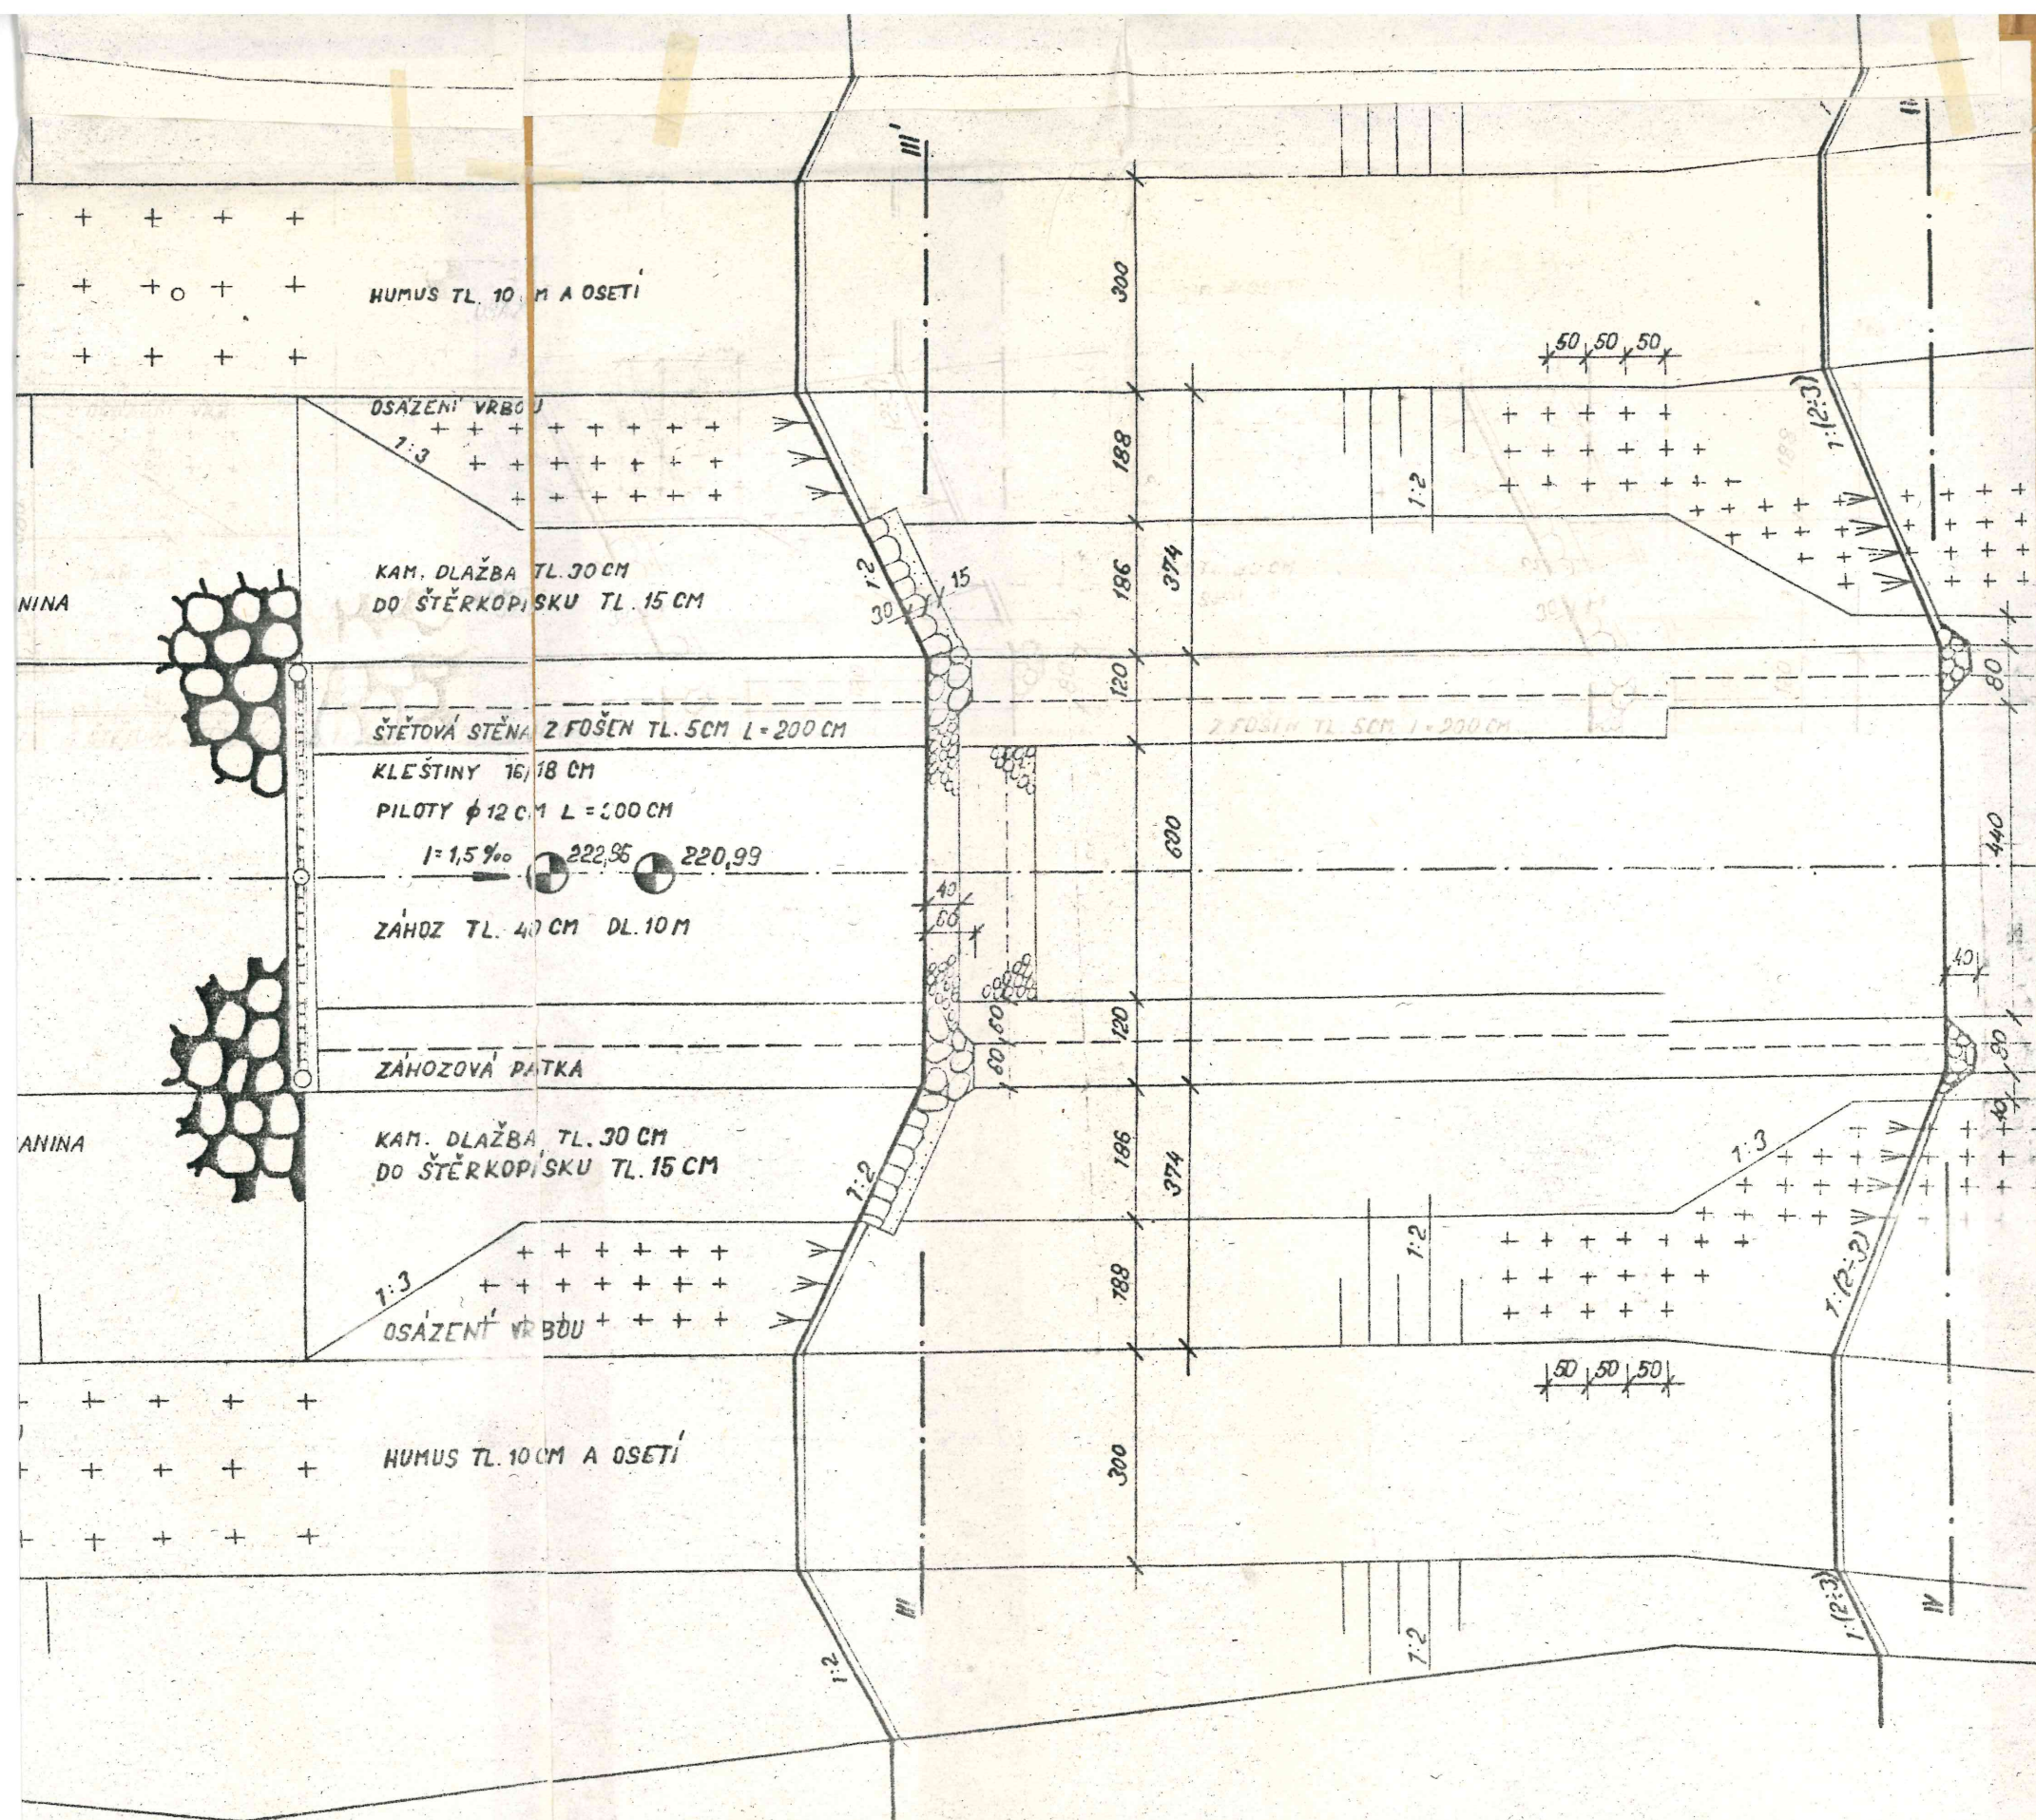 III'
HUMUS TL. 10 M A OSETÍ
300
50 50 50
OSÁZENÍ VRBOU
1:3
188
1:2
1:(2÷3)
KAM. DLAŽBA TL. 30 CM
DO ŠTĚRKOPÍSKU TL. 15 CM
NINA
1:2
15
30
186
374
120
80
ŠTĚTOVÁ STĚNA Z FOŠEN TL. 5CM L=200 CM
KLEŠTINY 16/18 CM
PILOTY ϕ 12 CM L = 200 CM
I=1,5 ‰ 222,86 220,99
600
440
40
60
ZÁHOZ TL. 40 CM DL. 10 M
40
120
60 60
80
40
ZÁHOZOVÁ PATKA
ANINA
KAM. DLAŽBA TL. 30 CM
DO ŠTĚRKOPÍSKU TL. 15 CM
1:2
186
374
1:3
1:2
1:(2÷3)
188
1:3
OSÁZENÍ VRBOU
50 50 50
HUMUS TL. 10 CM A OSETÍ
300
III
IV
1:2
1:2
1:(2÷3)